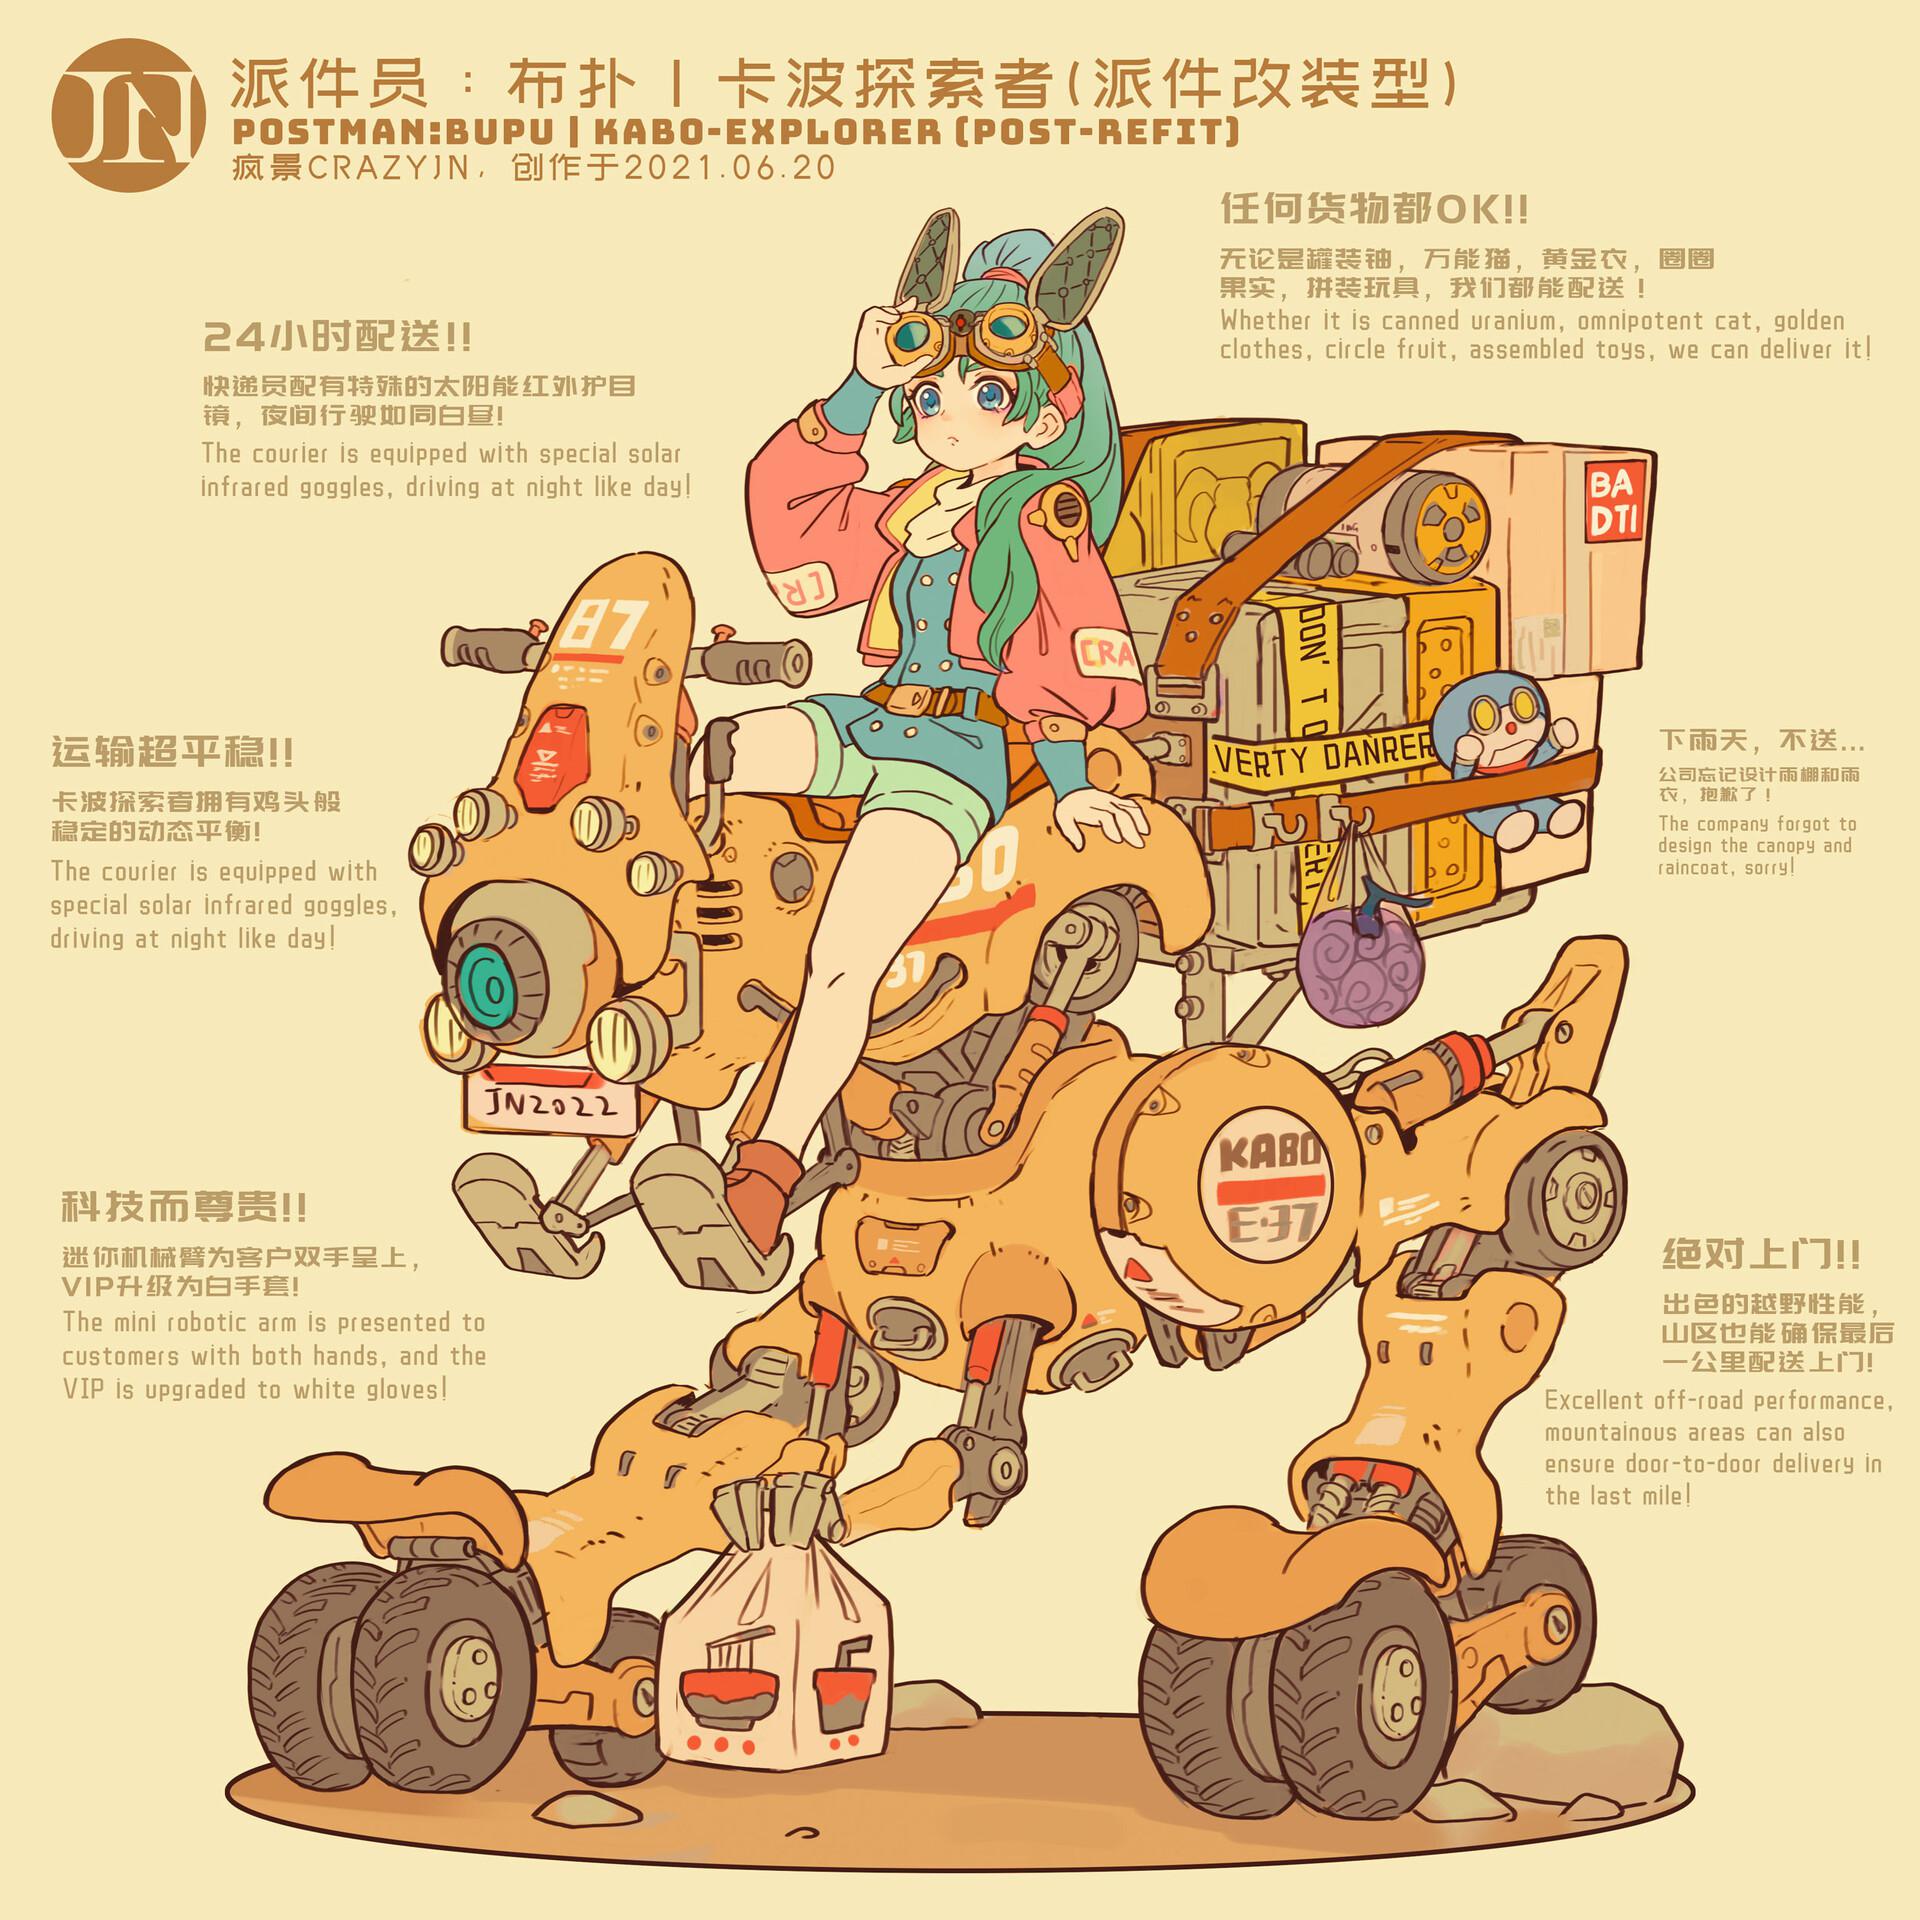 JN
派件员：布扑丨卡波探索者(派件改装型)
POSTMAN:BUPU | KABO-EXPLORER (POST-REFIT)
疯景CRAZYJN，创作于2021.06.20
任何货物都OK!!
无论是罐装铀，万能猫，黄金衣，圈圈
果实，拼装玩具，我们都能配送！
Whether it is canned uranium, omnipotent cat, golden
clothes, circle fruit, assembled toys, we can deliver it!
24小时配送!!
快递员配有特殊的太阳能红外护目
镜，夜间行驶如同白昼!
The courier is equipped with special solar
infrared goggles, driving at night like day!
BA
DTI
87
CRA
DON'T
VERTY DANRER
运输超平稳!!
卡波探索者拥有鸡头般
稳定的动态平衡!
The courier is equipped with
special solar infrared goggles,
driving at night like day!
下雨天，不送...
公司忘记设计雨棚和雨
衣，抱歉了！
The company forgot to
design the canopy and
raincoat, sorry!
JN2022
KABO
E·37
科技而尊贵!!
迷你机械臂为客户双手呈上，
VIP升级为白手套!
The mini robotic arm is presented to
customers with both hands, and the
VIP is upgraded to white gloves!
绝对上门!!
出色的越野性能，
山区也能确保最后
一公里配送上门!
Excellent off-road performance,
mountainous areas can also
ensure door-to-door delivery in
the last mile!